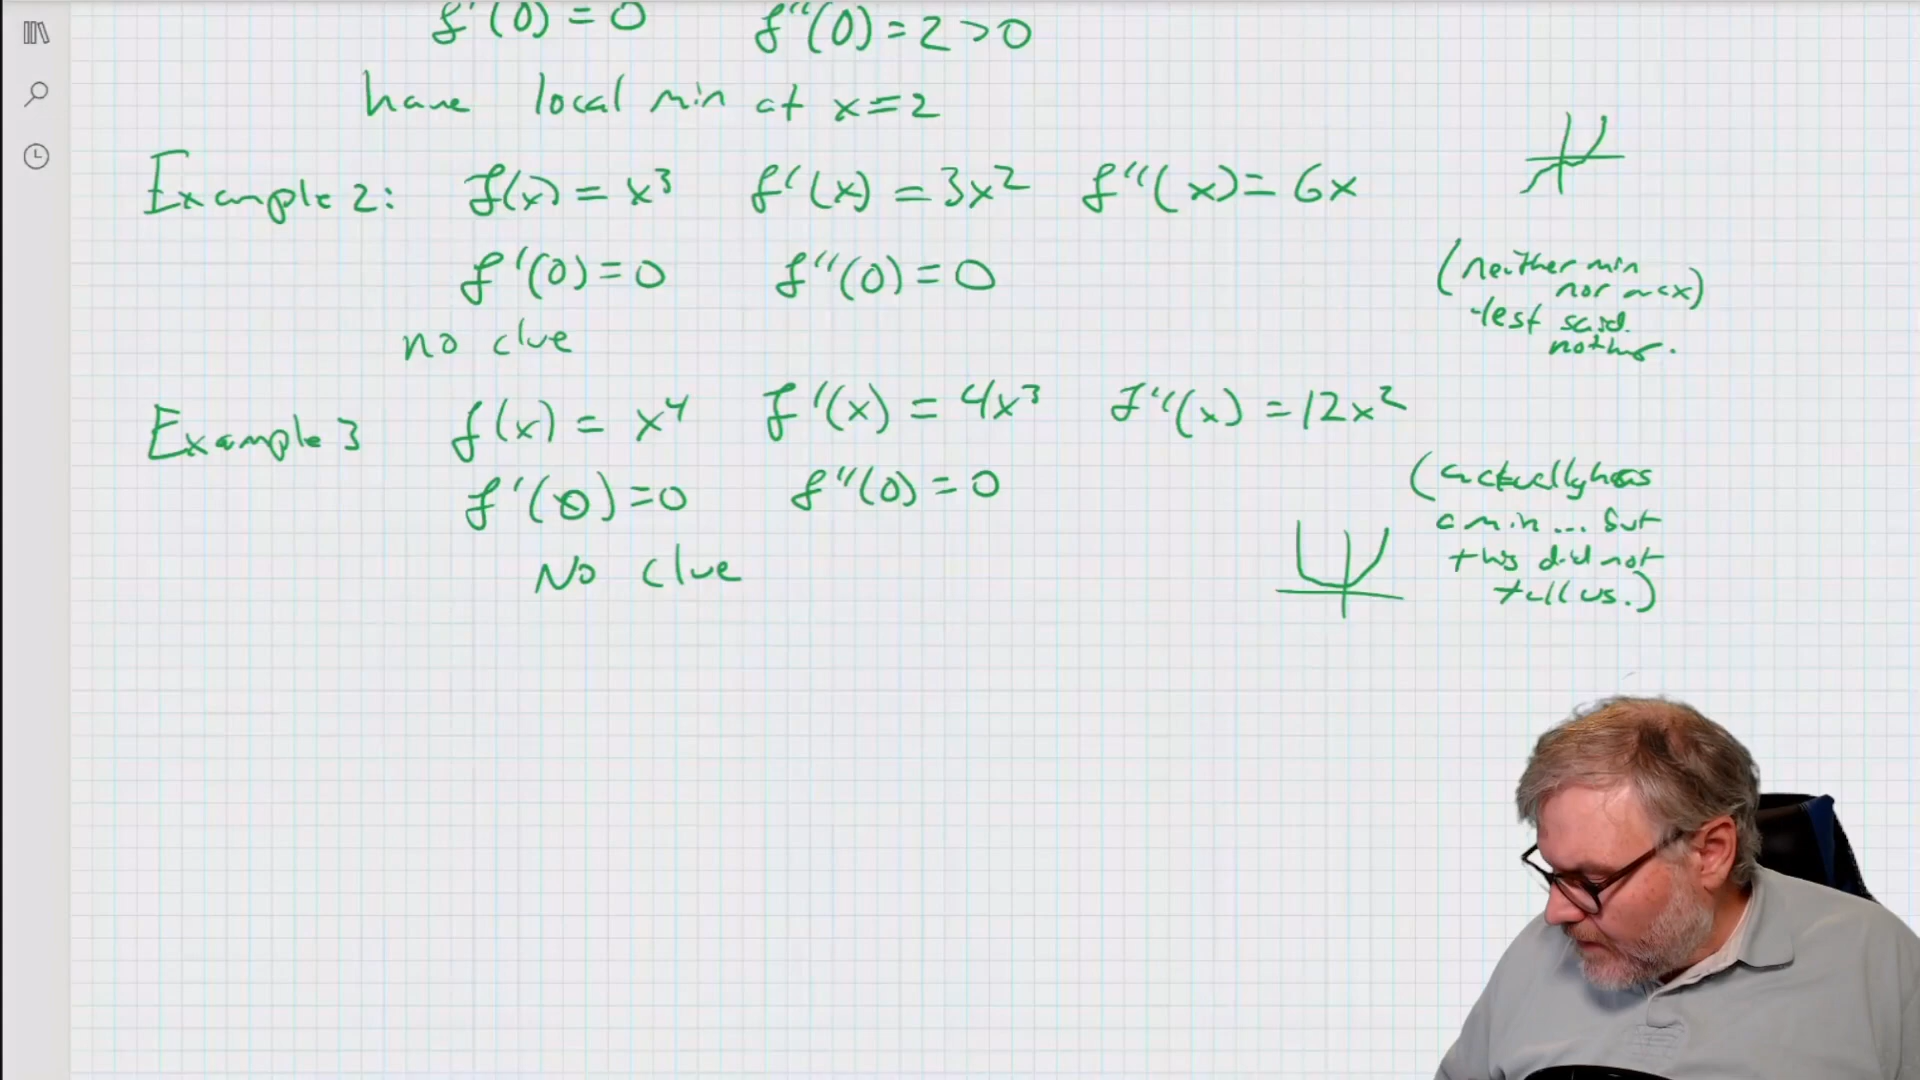 f'(0) = 0 f''(0) = 2 > 0
have local min at x = 2
Example 2: f(x) = x³ f'(x) = 3x² f''(x) = 6x
f'(0) = 0 f''(0) = 0
(neither min
nor max)
test said
nothing.
no clue
Example 3 f(x) = x⁴ f'(x) = 4x³ f''(x) = 12x²
f'(0) = 0 f''(0) = 0
(actually has
a min ... but
this did not
tell us.)
No clue